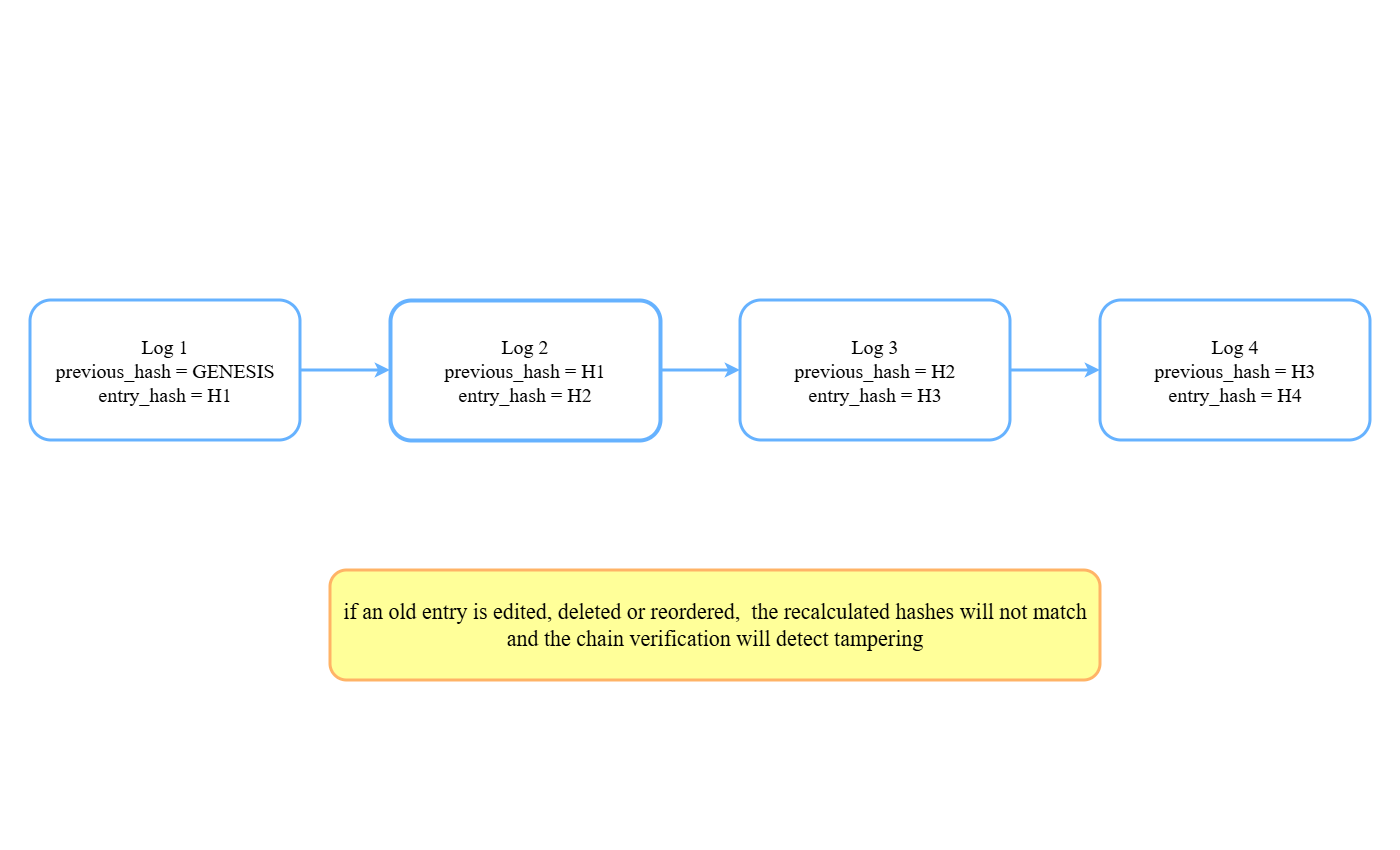 Log 1
previous_hash = GENESIS
entry_hash = H1
Log 2
previous_hash = H1
entry_hash = H2
Log 3
previous_hash = H2
entry_hash = H3
Log 4
previous_hash = H3
entry_hash = H4
if an old entry is edited, deleted or reordered,  the recalculated hashes will not match
and the chain verification will detect tampering